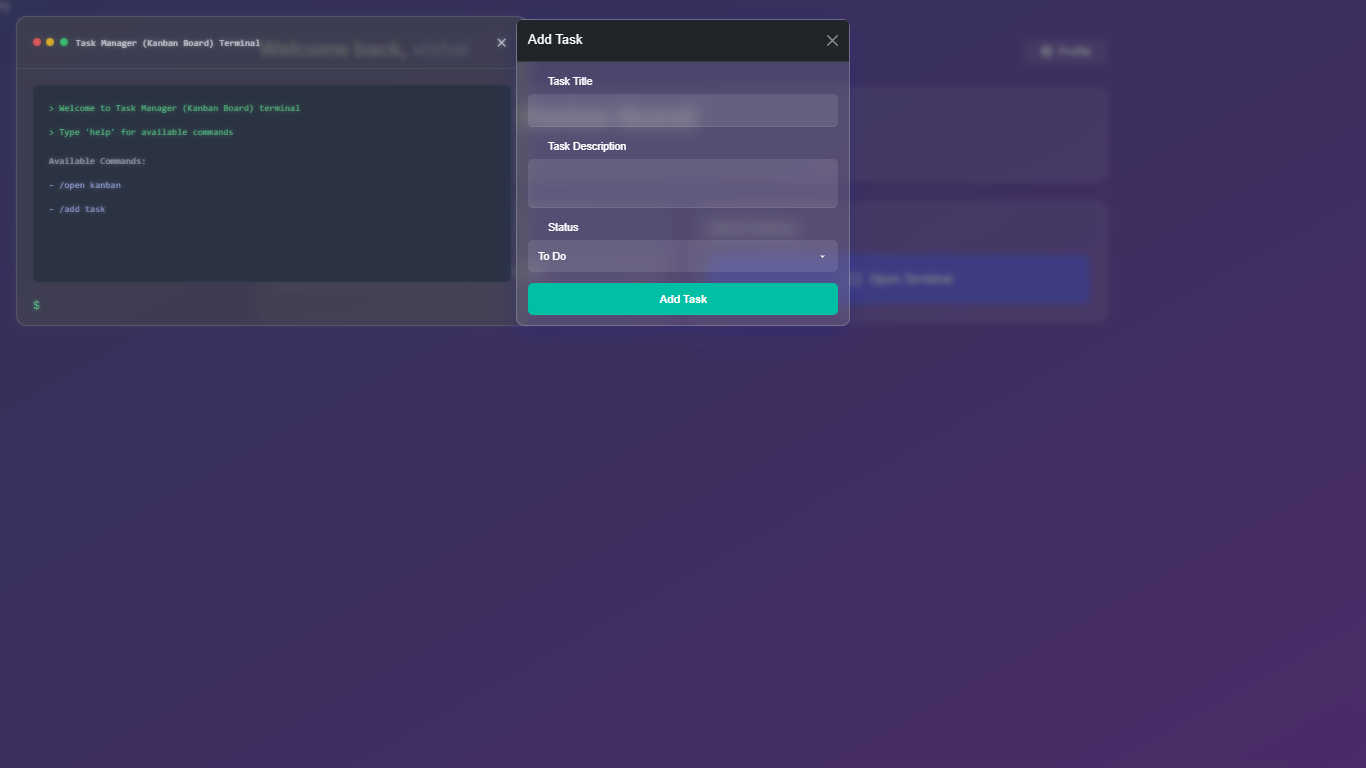 Task Manager (Kanban Board) Terminal
Welcome back, vishal
Profile
> Welcome to Task Manager (Kanban Board) terminal
> Type 'help' for available commands
Available Commands:
- /open kanban
- /add task
$
Add Task
Task Title
Task Description
Status
To Do
Add Task
Open Terminal